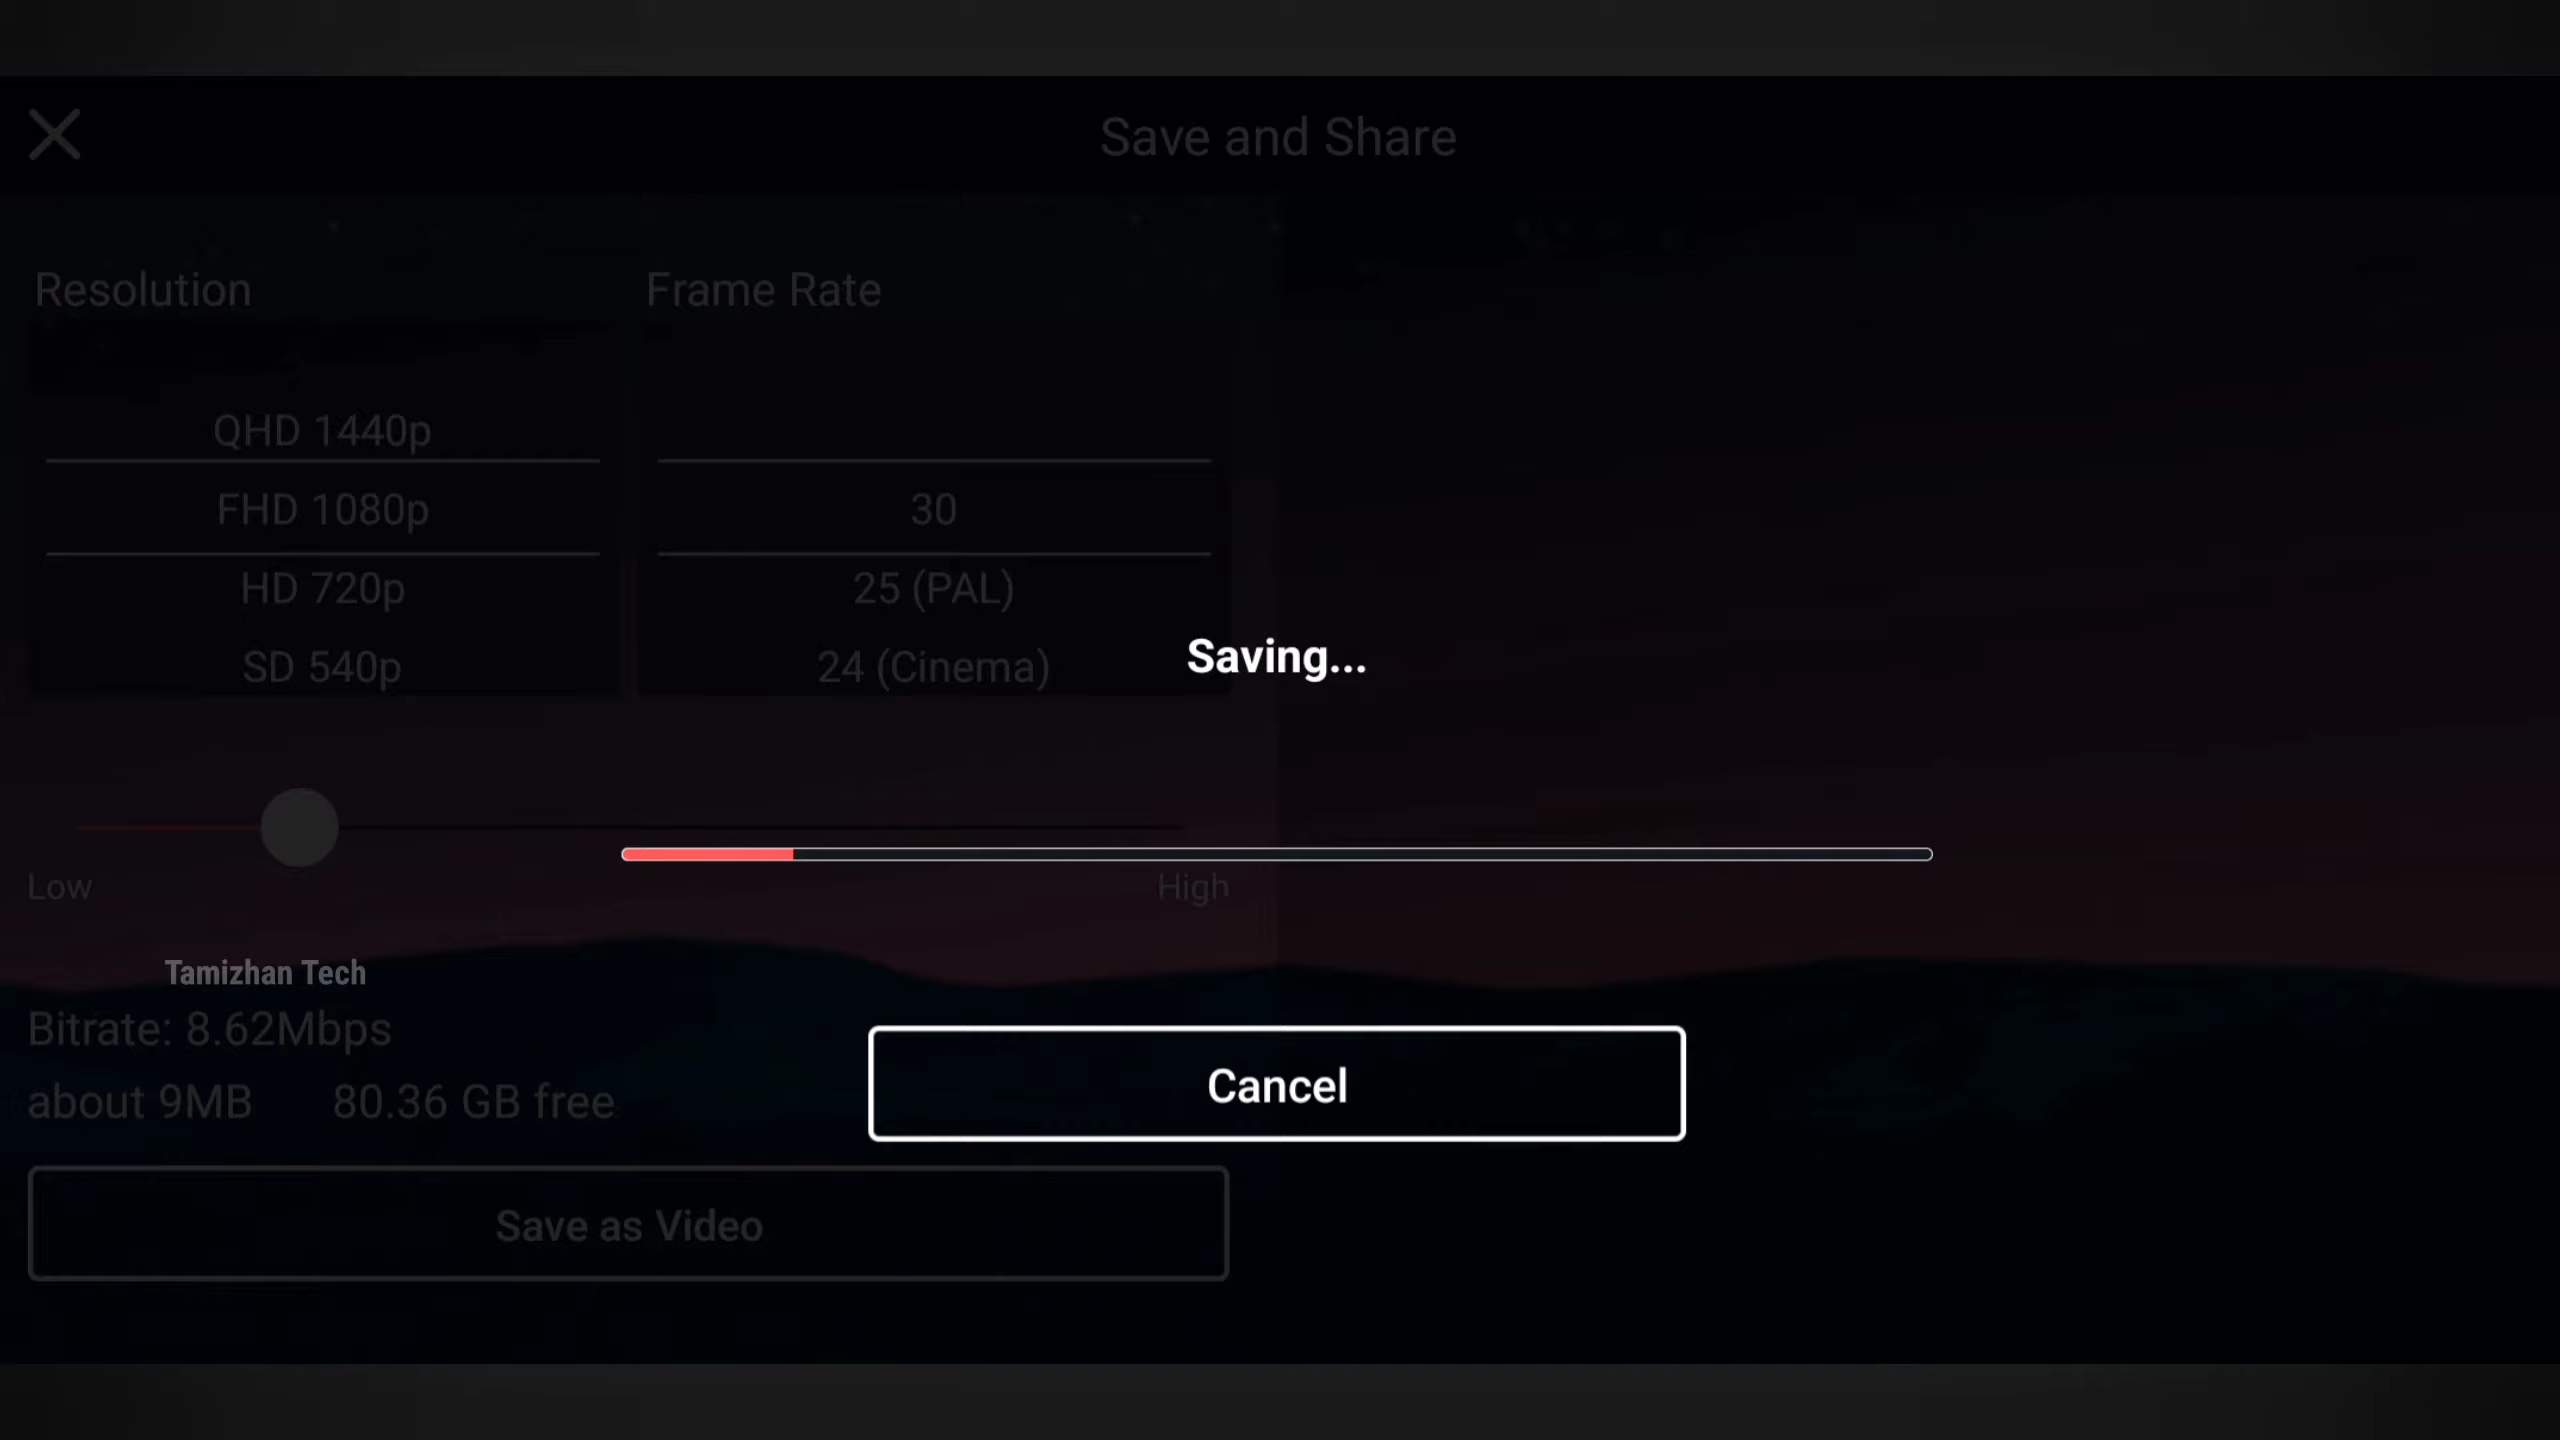 Save and Share
Resolution
Frame Rate
QHD 1440p
FHD 1080p
30
HD 720p
25 (PAL)
SD 540p
24 (Cinema)
Saving...
Low
High
Tamizhan Tech
Bitrate: 8.62Mbps
about 9MB
80.36 GB free
Cancel
Save as Video